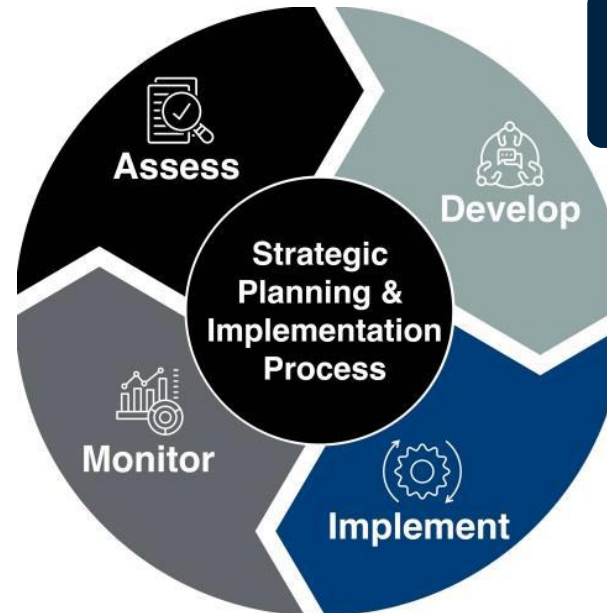 Assess
Develop
Strategic
Planning &
Implementation
Process
Monitor
Implement